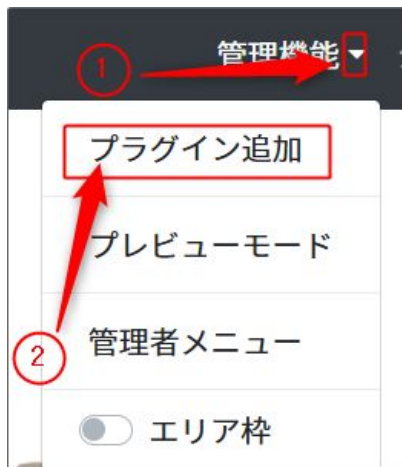 管理機能
①
プラグイン追加
プレビューモード
管理者メニュー
②
エリア枠